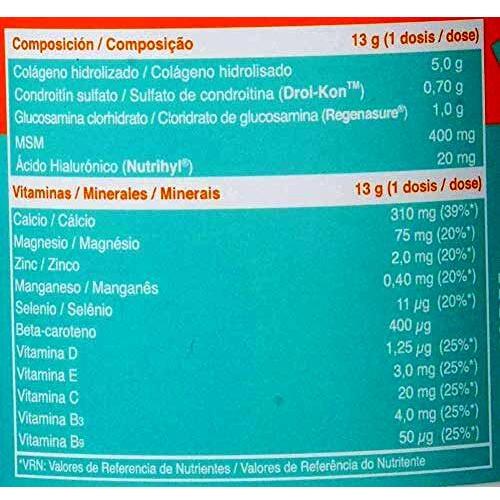 Composición / Composição 13 g (1 dosis / dose)
Colágeno hidrolizado / Colágeno hidrolisado 5,0 g
Condroitín sulfato / Sulfato de condroitina (Drol-Kon™) 0,70 g
Glucosamina clorhidrato / Cloridrato de glucosamina (Regenasure®) 1,0 g
MSM 400 mg
Ácido Hialurónico (Nutrihyl®) 20 mg
Vitaminas / Minerales / Minerais 13 g (1 dosis / dose)
Calcio / Cálcio 310 mg (39%*)
Magnesio / Magnésio 75 mg (20%*)
Zinc / Zinco 2,0 mg (20%*)
Manganeso / Manganês 0,40 mg (20%*)
Selenio / Selênio 11 µg (20%*)
Beta-caroteno 400 µg
Vitamina D 1,25 µg (25%*)
Vitamina E 3,0 mg (25%*)
Vitamina C 20 mg (25%*)
Vitamina B3 4,0 mg (25%*)
Vitamina B9 50 µg (25%*)
*VRN: Valores de Referencia de Nutrientes / Valores de Referência do Nutritente